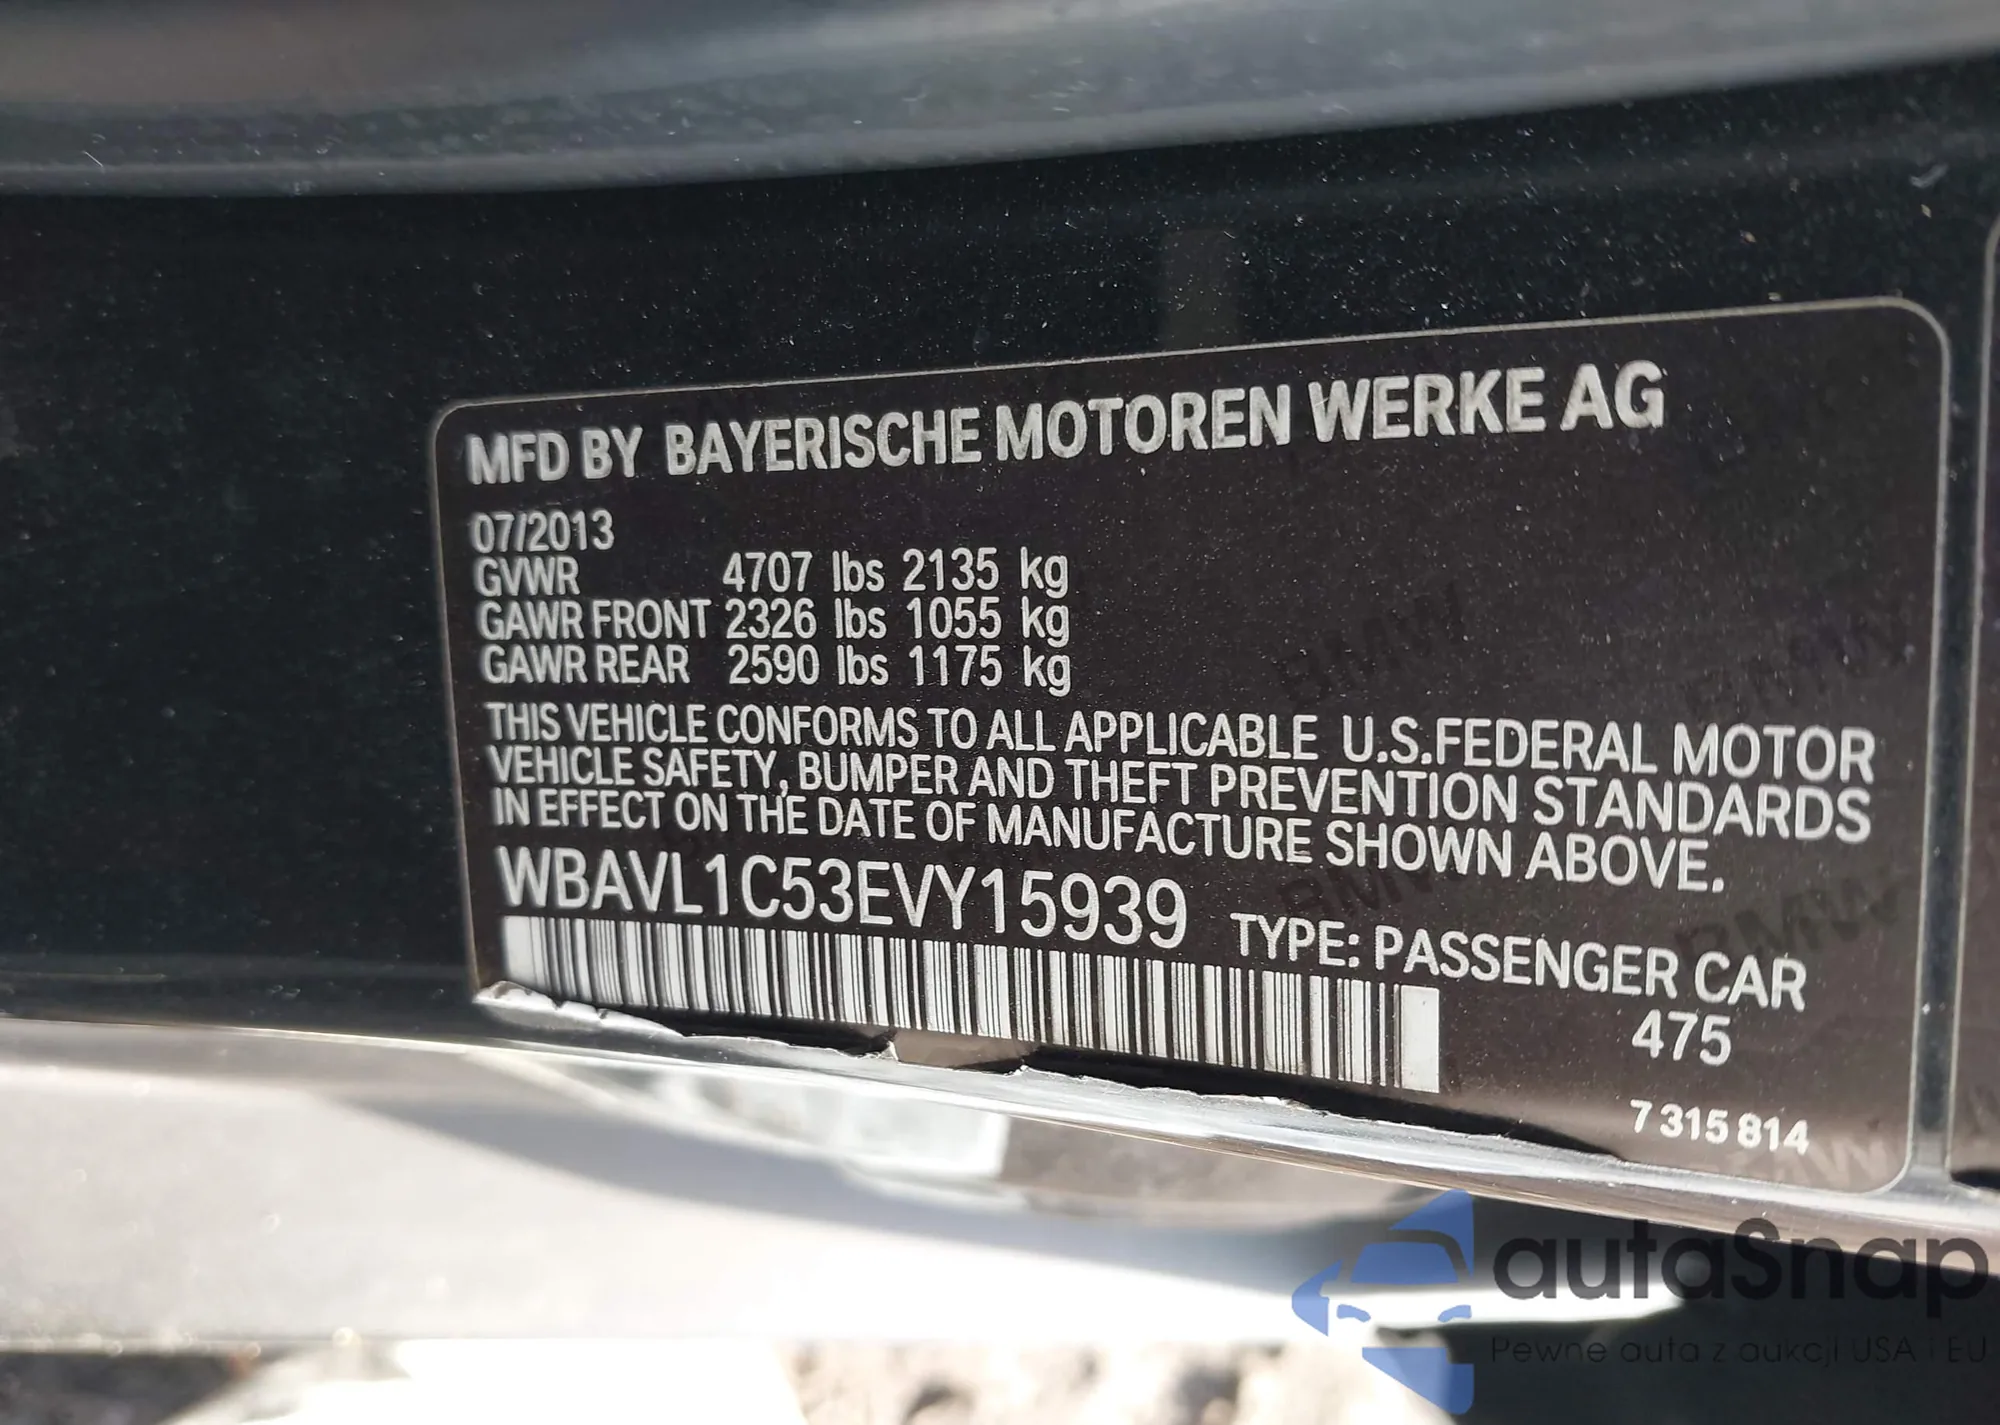 MFD BY BAYERISCHE MOTOREN WERKE AG
07/2013
GVWR 4707 lbs 2135 kg
GAWR FRONT 2326 lbs 1055 kg
GAWR REAR 2590 lbs 1175 kg
THIS VEHICLE CONFORMS TO ALL APPLICABLE U.S.FEDERAL MOTOR
VEHICLE SAFETY, BUMPER AND THEFT PREVENTION STANDARDS
IN EFFECT ON THE DATE OF MANUFACTURE SHOWN ABOVE.
WBAVL1C53EVY15939
TYPE: PASSENGER CAR
475
7 315 814
autaSnap
Pewne auta z aukcji USA i EU